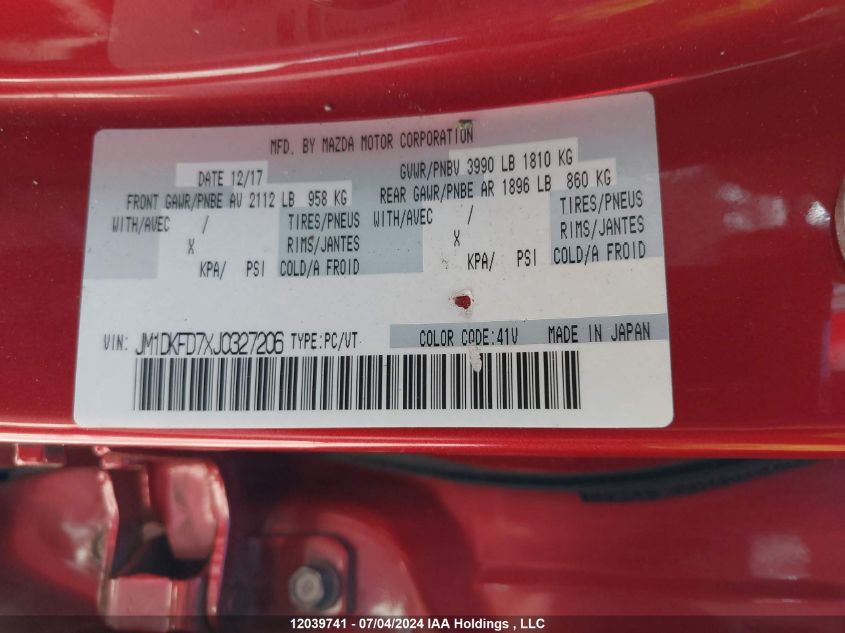 MFD. BY MAZDA MOTOR CORPORATION
DATE 12/17 GVWR/PNBV 3990 LB 1810 KG
FRONT GAWR/PNBE AV 2112 LB 958 KG REAR GAWR/PNBE AR 1896 LB 860 KG
WITH/AVEC / TIRES/PNEUS WITH/AVEC / TIRES/PNEUS
X RIMS/JANTES X RIMS/JANTES
KPA/ PSI COLD/A FROID KPA/ PSI COLD/A FROID
VIN: JM1DKFD7XJ0327206 TYPE:PC/VT COLOR CODE:41V MADE IN JAPAN
12039741 - 07/04/2024 IAA Holdings , LLC